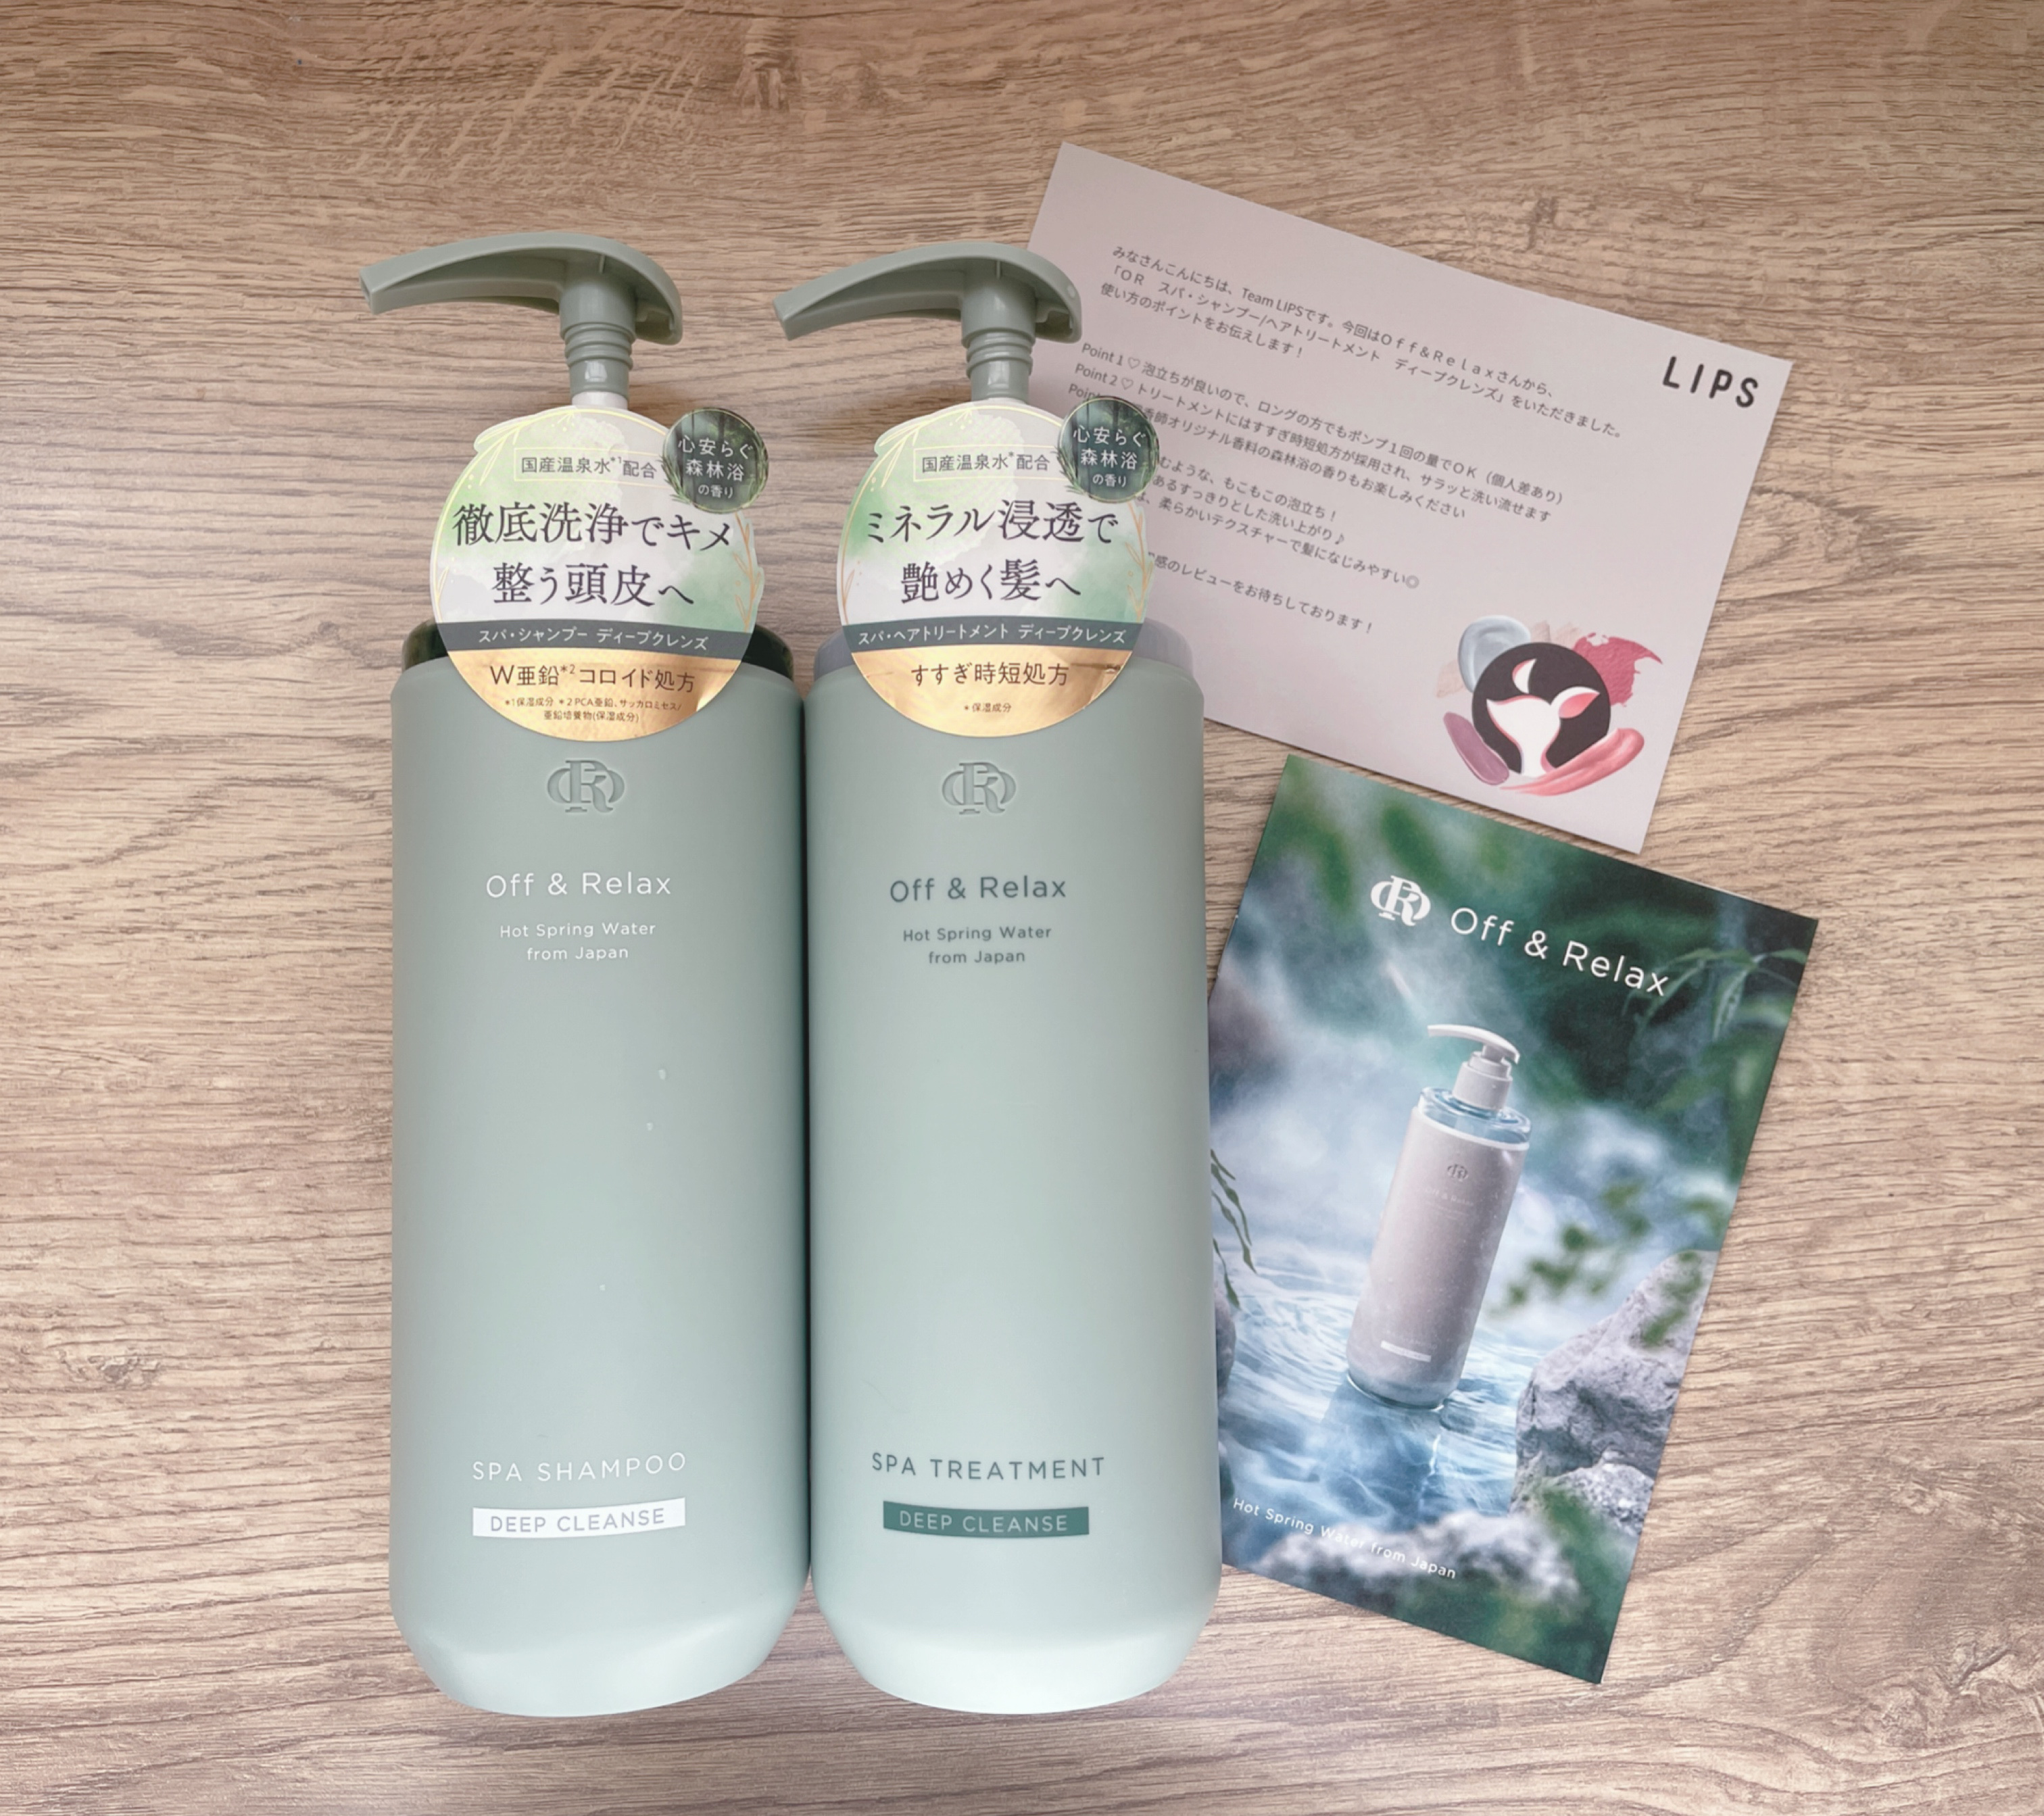 国産温泉水*1配合
心安らぐ
森林浴
の香り
徹底洗浄でキメ
整う頭皮へ
スパ・シャンプー ディープクレンズ
W亜鉛*2コロイド処方
*1保湿成分 *2 PCA亜鉛、サッカロミセス/
亜鉛培養物(保湿成分)
OR
Off & Relax
Hot Spring Water
from Japan
SPA SHAMPOO
DEEP CLEANSE
国産温泉水*配合
心安らぐ
森林浴
の香り
ミネラル浸透で
艶めく髪へ
スパ・ヘアトリートメント ディープクレンズ
すすぎ時短処方
*保湿成分
OR
Off & Relax
Hot Spring Water
from Japan
SPA TREATMENT
DEEP CLEANSE
LIPS
みなさんこんにちは、Team LIPSです。今回はOff&Relaxさんから、
「OR スパ・シャンプー/ヘアトリートメント ディープクレンズ」をいただきました。
使い方のポイントをお伝えします!
Point 1♡泡立ちが良いので、ロングの方でもポンプ1回の量でOK(個人差あり)
Point 2♡トリートメントにはすすぎ時短処方が採用され、サラッと洗い流せます
香師オリジナル香料の森林浴の香りもお楽しみください
むような、もこもこの泡立ち!
あるすっきりとした洗い上がり♪
は、柔らかいテクスチャーで髪になじみやすい◎
感のレビューをお待ちしております!
OR Off & Relax
Hot Spring Water from Japan